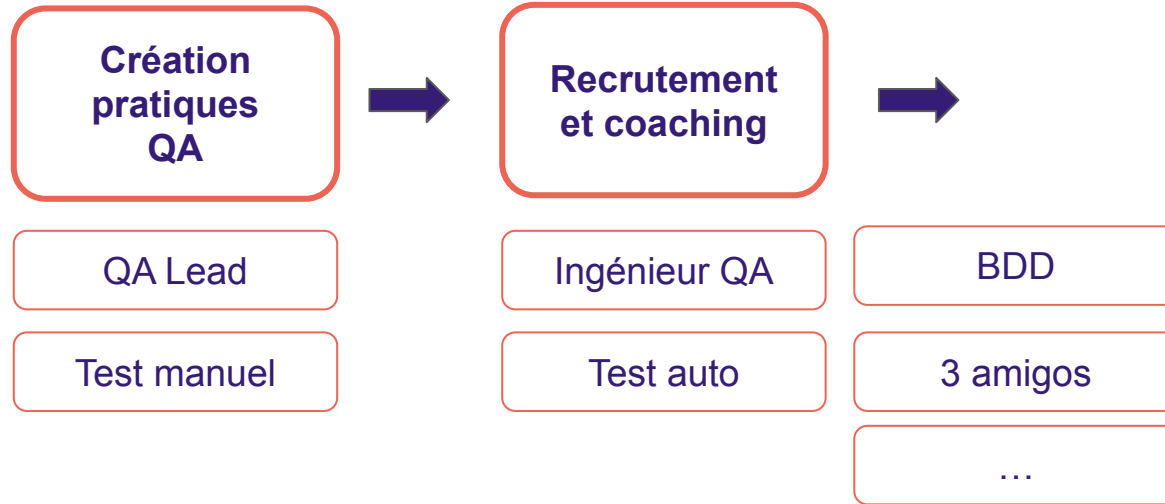 Création
pratiques
QA
Recrutement
et coaching
QA Lead
Ingénieur QA
BDD
Test manuel
Test auto
3 amigos
…